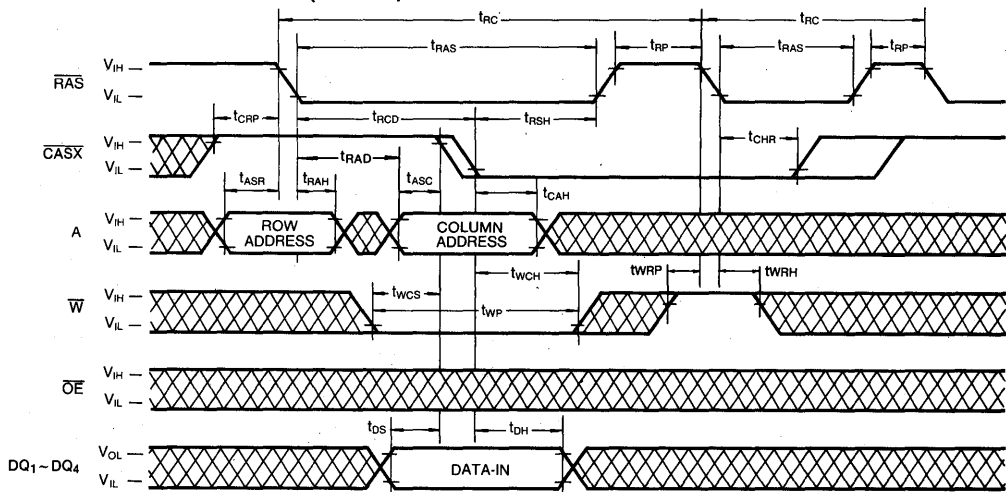 tRC tRC
tRAS tRP tRAS tRP
RAS VIH VIL
tCRP tRCD tRSH tCHR
CASX VIH VIL
tRAD
tASR tRAH tASC tCAH
A VIH VIL ROW ADDRESS COLUMN ADDRESS
tWCH tWRP tWRH
tWCS
W VIH VIL
tWP
OE VIH VIL
tDS tDH
DQ1~DQ4 VOL VIL DATA-IN